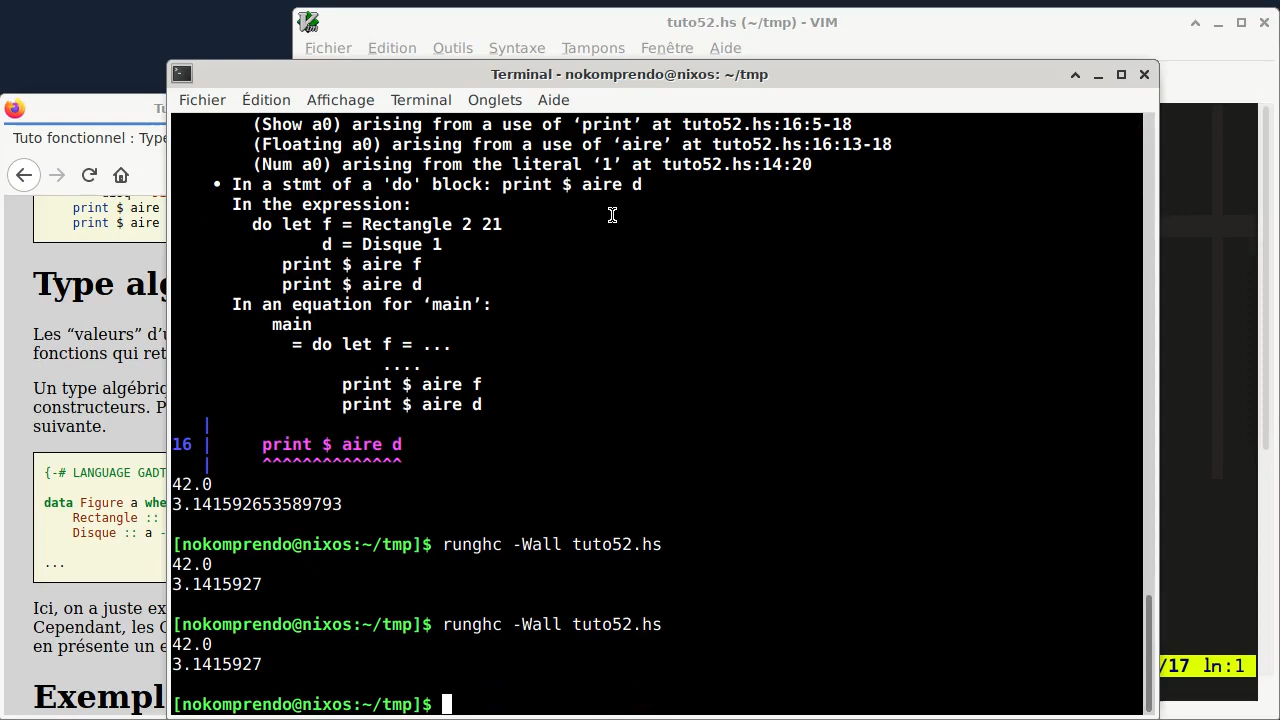 tuto52.hs (~/tmp) - VIM
Fichier Edition Outils Syntaxe Tampons Fenêtre Aide
Terminal - nokomprendo@nixos: ~/tmp
Fichier Édition Affichage Terminal Onglets Aide
(Show a0) arising from a use of ‘print’ at tuto52.hs:16:5-18
(Floating a0) arising from a use of ‘aire’ at tuto52.hs:16:13-18
(Num a0) arising from the literal ‘1’ at tuto52.hs:14:20
• In a stmt of a 'do' block: print $ aire d
In the expression:
do let f = Rectangle 2 21
d = Disque 1
print $ aire f
print $ aire d
In an equation for ‘main’:
main
= do let f = ...
....
print $ aire f
print $ aire d
|
16 | print $ aire d
| ^^^^^^^^^^^^^^
42.0
3.141592653589793
[nokomprendo@nixos:~/tmp]$ runghc -Wall tuto52.hs
42.0
3.1415927
[nokomprendo@nixos:~/tmp]$ runghc -Wall tuto52.hs
42.0
3.1415927
[nokomprendo@nixos:~/tmp]$
Tuto fonctionnel : Type
print $ aire
print $ aire
Type
Les “valeurs” d’
fonctions qui
Un type
constructeurs.
suivante.
{-# LANGUAGE GADT
data Figure a
Rectangle ::
Disque :: a -
...
Ici, on a juste
Cependant, les
en présente un
/17 ln:1